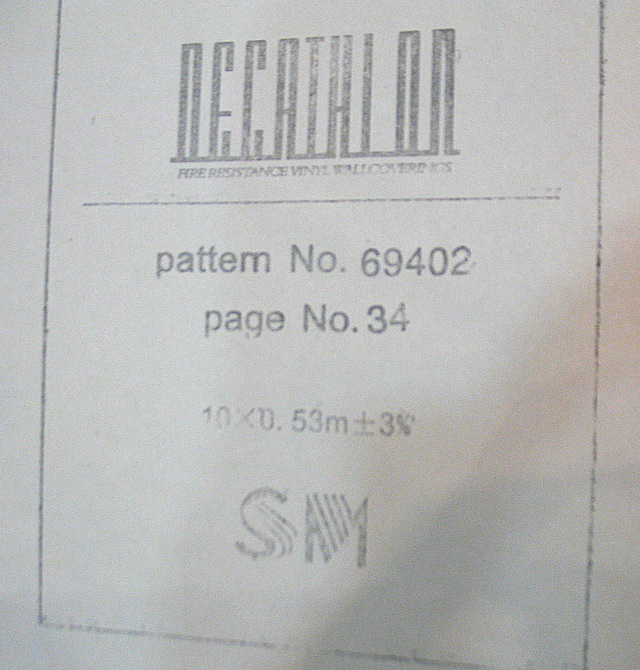 DECATHLON
FIRE RESISTANCE VINYL WALLCOVERINGS
pattern No. 69402
page No. 34
10×0.53m±3%
SAM